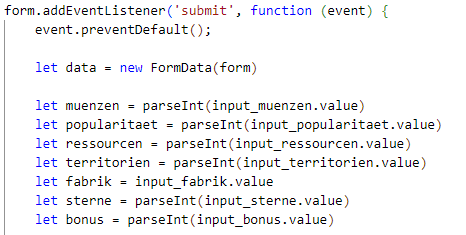 form.addEventListener('submit', function (event) {
event.preventDefault();
let data = new FormData(form)
let muenzen = parseInt(input_muenzen.value)
let popularitaet = parseInt(input_popularitaet.value)
let ressourcen = parseInt(input_ressourcen.value)
let territorien = parseInt(input_territorien.value)
let fabrik = input_fabrik.value
let sterne = parseInt(input_sterne.value)
let bonus = parseInt(input_bonus.value)